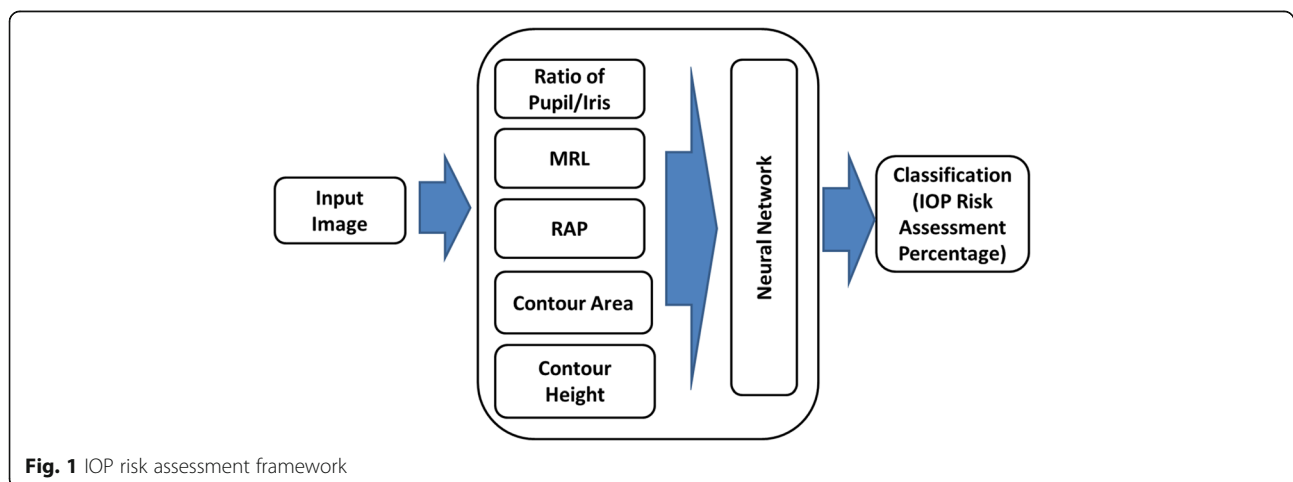 Input
Image
Ratio of
Pupil/Iris
MRL
RAP
Contour Area
Contour
Height
Neural Network
Classification
(IOP Risk
Assessment
Percentage)
Fig. 1 IOP risk assessment framework